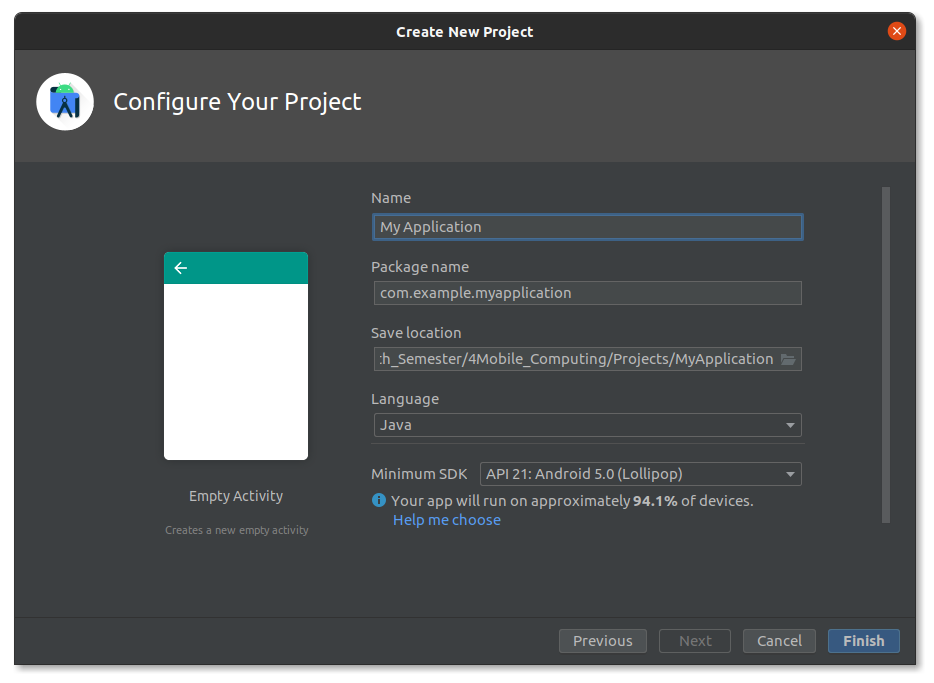 Create New Project
Configure Your Project
Name
My Application
Package name
com.example.myapplication
Save location
:h_Semester/4Mobile_Computing/Projects/MyApplication
Language
Java
Minimum SDK API 21: Android 5.0 (Lollipop)
Your app will run on approximately 94.1% of devices.
Help me choose
Empty Activity
Creates a new empty activity
Previous Next Cancel Finish